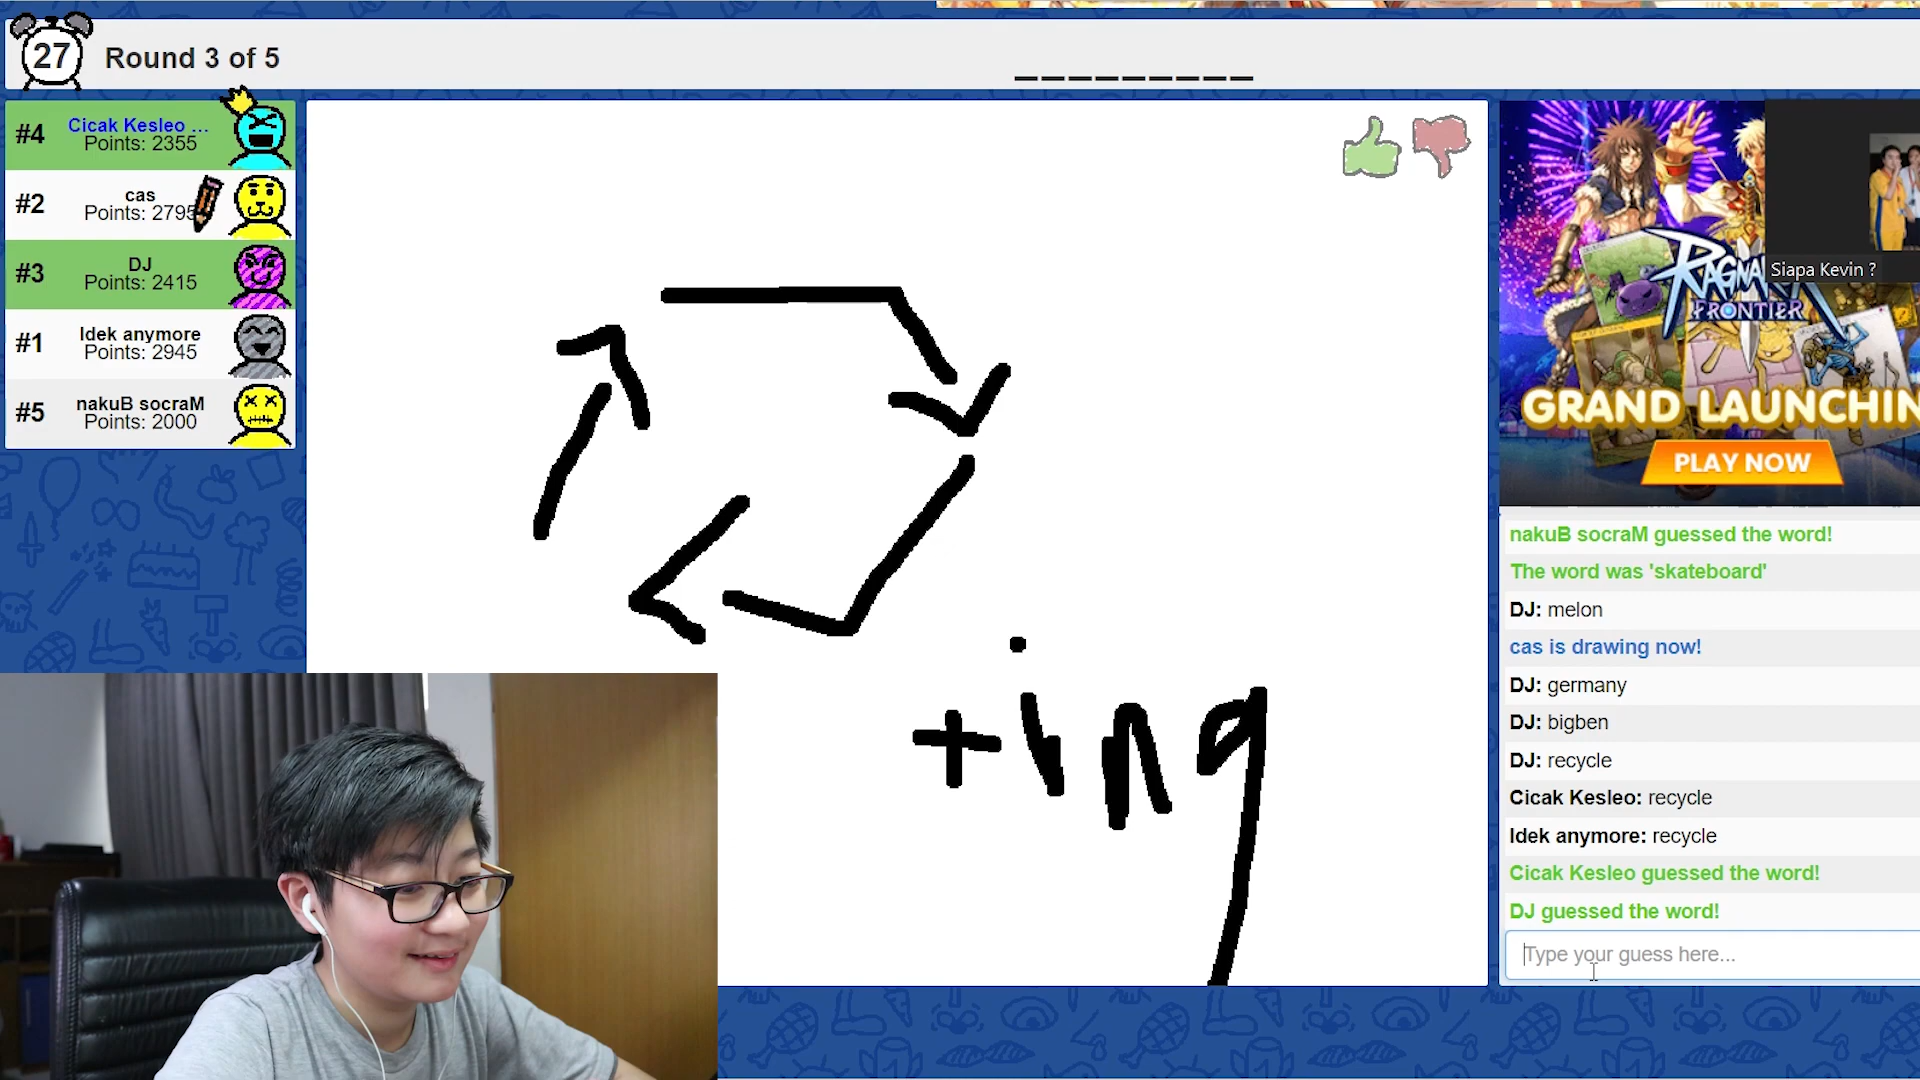 27
Round 3 of 5
_________
#4
Cicak Kesleo ...
Points: 2355
#2
cas
Points: 2795
#3
DJ
Points: 2415
#1
Idek anymore
Points: 2945
#5
nakuB socraM
Points: 2000
+ing
Siapa Kevin ?
FRONTIER
GRAND LAUNCHIN
PLAY NOW
nakuB socraM guessed the word!
The word was 'skateboard'
DJ: melon
cas is drawing now!
DJ: germany
DJ: bigben
DJ: recycle
Cicak Kesleo: recycle
Idek anymore: recycle
Cicak Kesleo guessed the word!
DJ guessed the word!
Type your guess here...